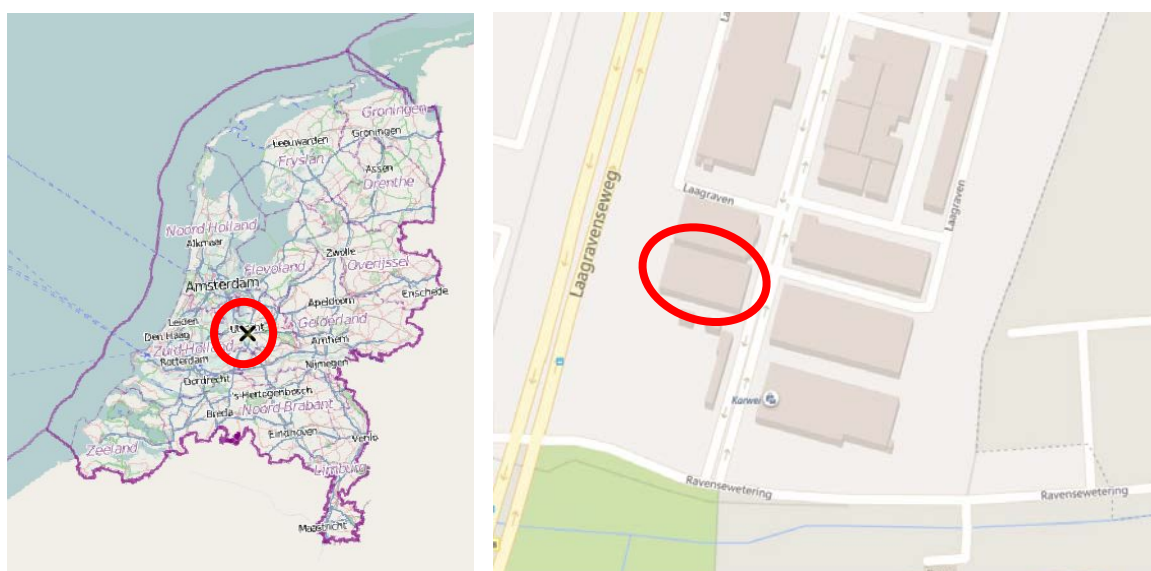 Groningen
Leeuwarden
Groningen
Fryslan
Assen
Drenthe
Noord-Holland
Alkmaar
Zwolle
Flevoland
Overijssel
Amsterdam
Enschede
Apeldoorn
Leiden
Utrecht
Gelderland
Den Haag
Arnhem
Zuid-Holland
Rotterdam
Nijmegen
Dordrecht
's-Hertogenbosch
Breda
Noord-Brabant
Eindhoven
Venlo
Zeeland
Limburg
Maastricht
Laagraven
Laagraven
Laagravenseweg
Karwei
Ravensewetering
Ravensewetering